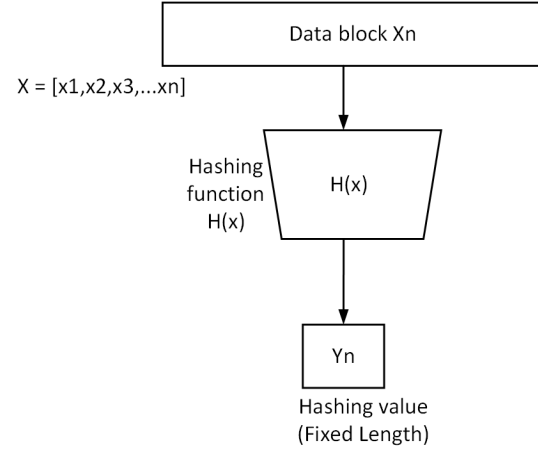 Data block Xn
X = [x1,x2,x3,...xn]
Hashing
function
H(x)
H(x)
Yn
Hashing value
(Fixed Length)